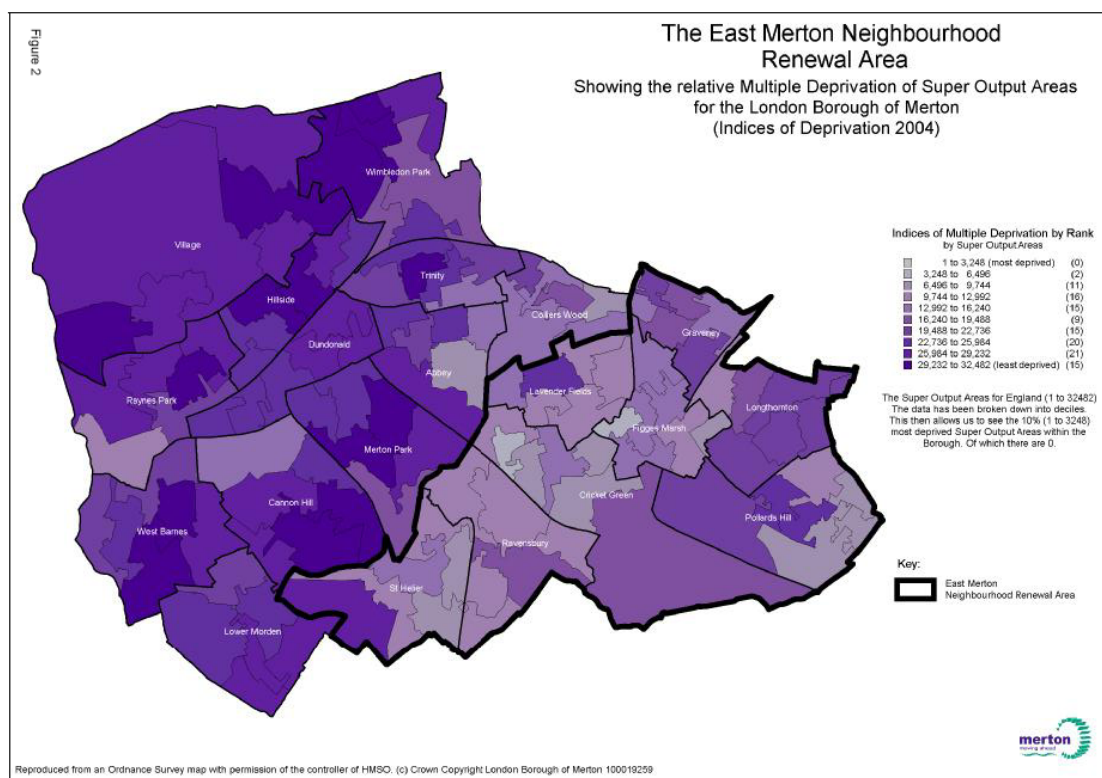 Figure 2
The East Merton Neighbourhood
Renewal Area
Showing the relative Multiple Deprivation of Super Output Areas
for the London Borough of Merton
(Indices of Deprivation 2004)
Wimbledon Park
Village
Trinity
Hillside
Colliers Wood
Graveney
Dundonald
Abbey
Lavender Fields
Raynes Park
Longthornton
Figges Marsh
Merton Park
Cricket Green
Cannon Hill
Pollards Hill
West Barnes
Ravensbury
St Helier
Lower Morden
Indices of Multiple Deprivation by Rank
by Super Output Areas
1 to 3,248 (most deprived) (0)
3,248 to 6,496 (2)
6,496 to 9,744 (11)
9,744 to 12,992 (16)
12,992 to 16,240 (15)
16,240 to 19,488 (9)
19,488 to 22,736 (15)
22,736 to 25,984 (20)
25,984 to 29,232 (21)
29,232 to 32,482 (least deprived) (15)
The Super Output Areas for England (1 to 32482)
The data has been broken down into deciles.
This then allows us to see the 10% (1 to 3248)
most deprived Super Output Areas within the
Borough. Of which there are 0.
Key:
East Merton
Neighbourhood Renewal Area
merton
moving ahead
Reproduced from an Ordnance Survey map with permission of the controller of HMSO. (c) Crown Copyright London Borough of Merton 100019259